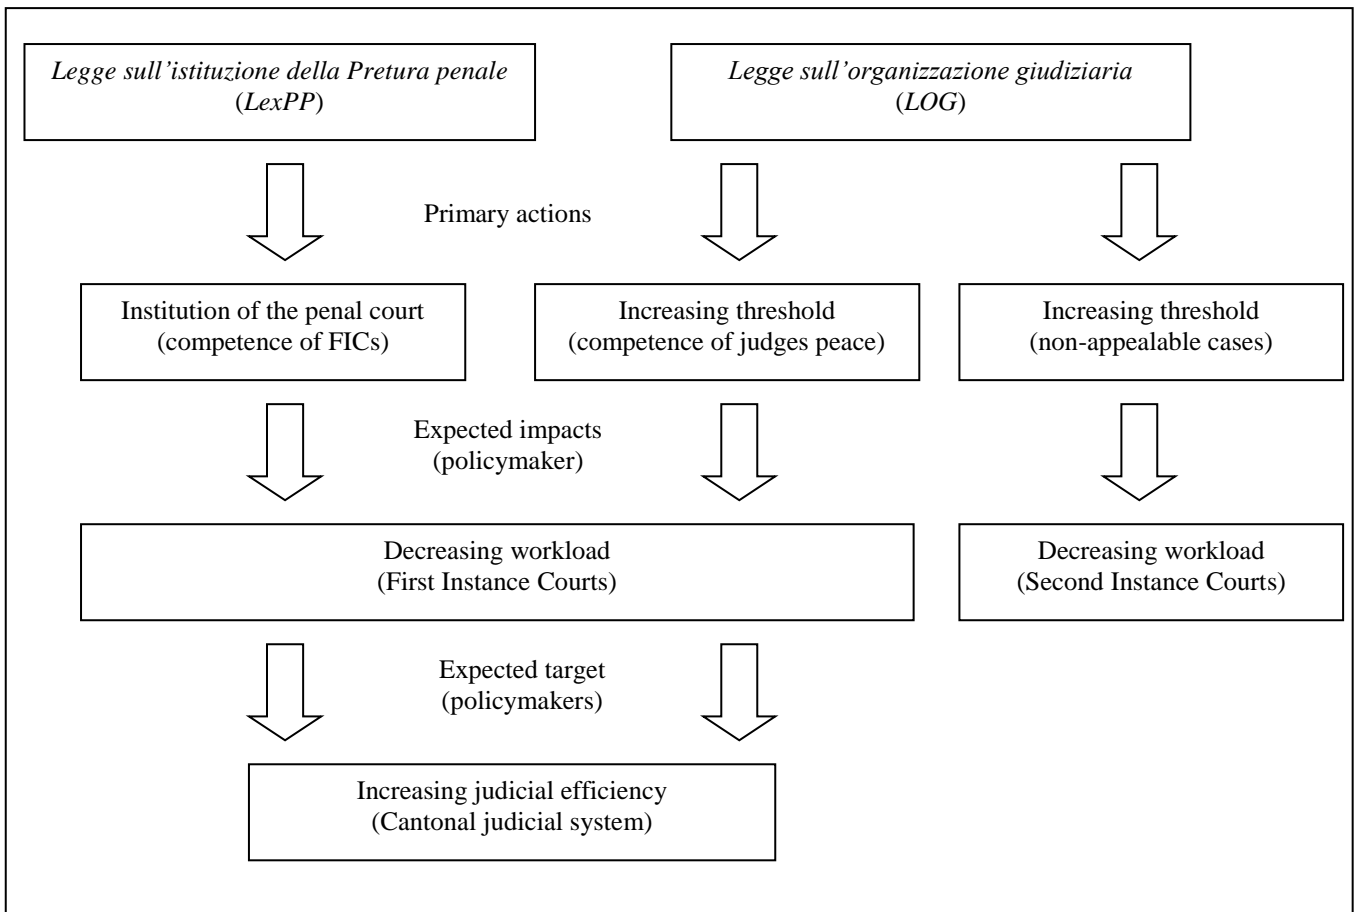 Legge sull’istituzione della Pretura penale
(LexPP)
Legge sull’organizzazione giudiziaria
(LOG)
Primary actions
Institution of the penal court
(competence of FICs)
Increasing threshold
(competence of judges peace)
Increasing threshold
(non-appealable cases)
Expected impacts
(policymaker)
Decreasing workload
(First Instance Courts)
Decreasing workload
(Second Instance Courts)
Expected target
(policymakers)
Increasing judicial efficiency
(Cantonal judicial system)